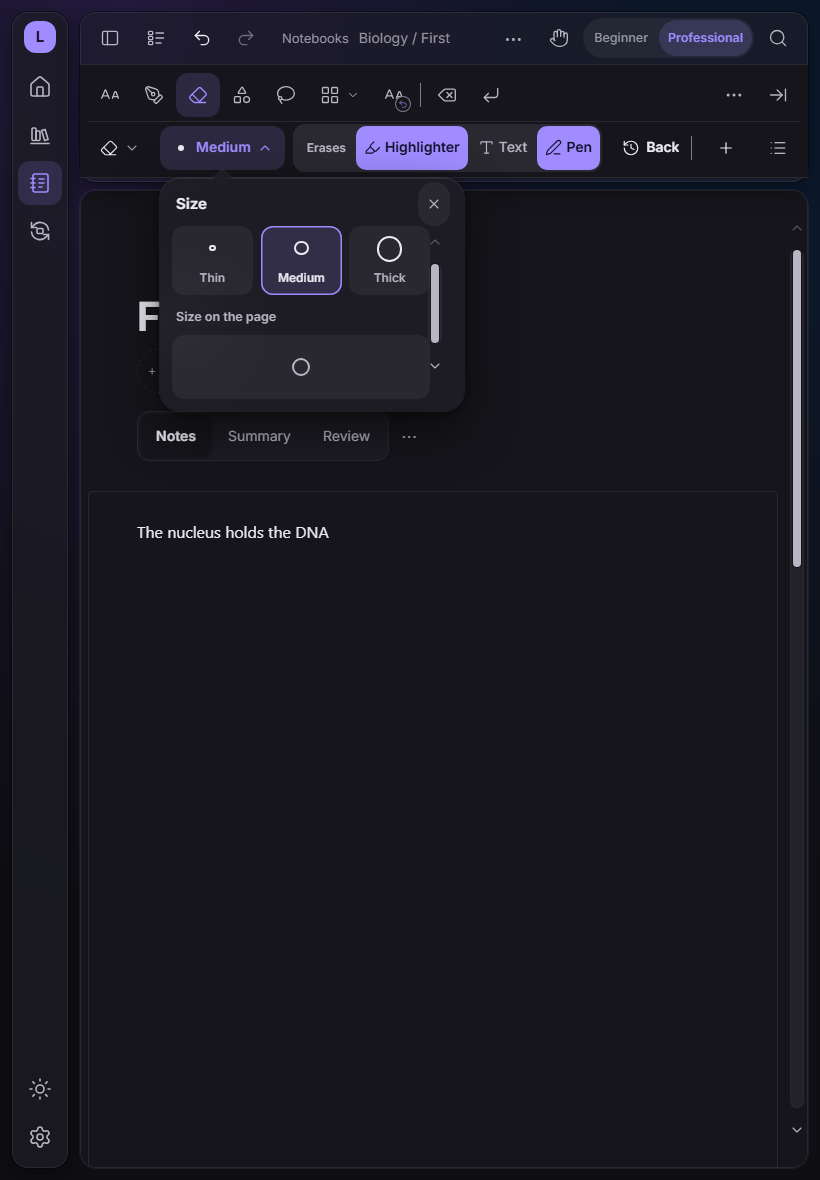 L
Notebooks Biology / First
Beginner Professional
Medium Erases Highlighter Text Pen Back
Size
Thin Medium Thick
Size on the page
F
Notes Summary Review
The nucleus holds the DNA